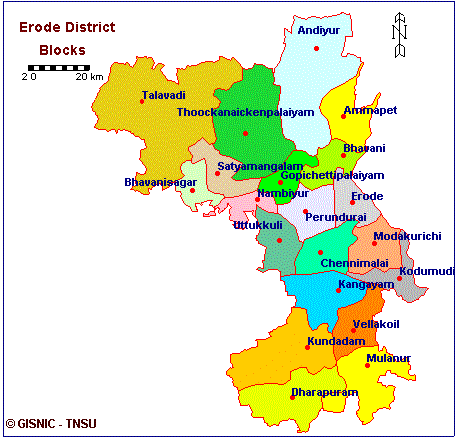 Erode District
Blocks
2 0 20 km
Andiyur
Talavadi
Thoockanaickenpalaiyam
Ammapet
Bhavani
Satyamangalam
Gopichettipalaiyam
Bhavanisagar
Nambiyur
Erode
Perundurai
Uttukkuli
Modakurichi
Chennimalai
Kodumudi
Kangayam
Vellakoil
Kundadam
Mulanur
Dharapuram
© GISNIC - TNSU
N